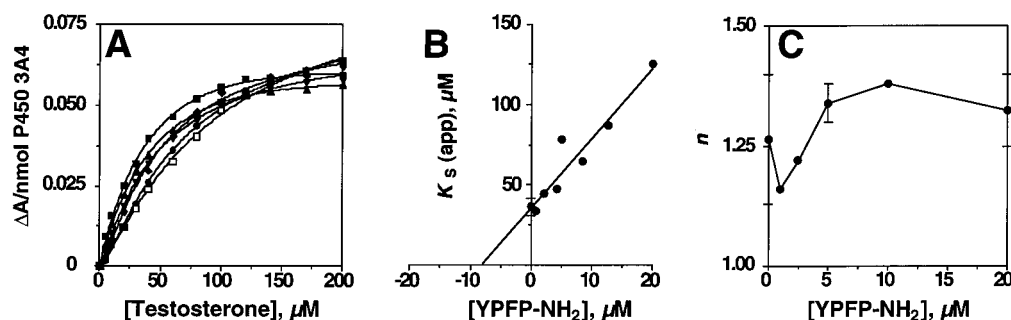 A
B
C
ΔA/nmol P450 3A4
0.075
0.050
0.025
0
0
50
100
150
200
[Testosterone], μM
K S (app), μM
150
100
50
-20
-10
0
10
20
[YPFP-NH2], μM
n
1.50
1.25
1.00
0
5
10
15
20
[YPFP-NH2], μM